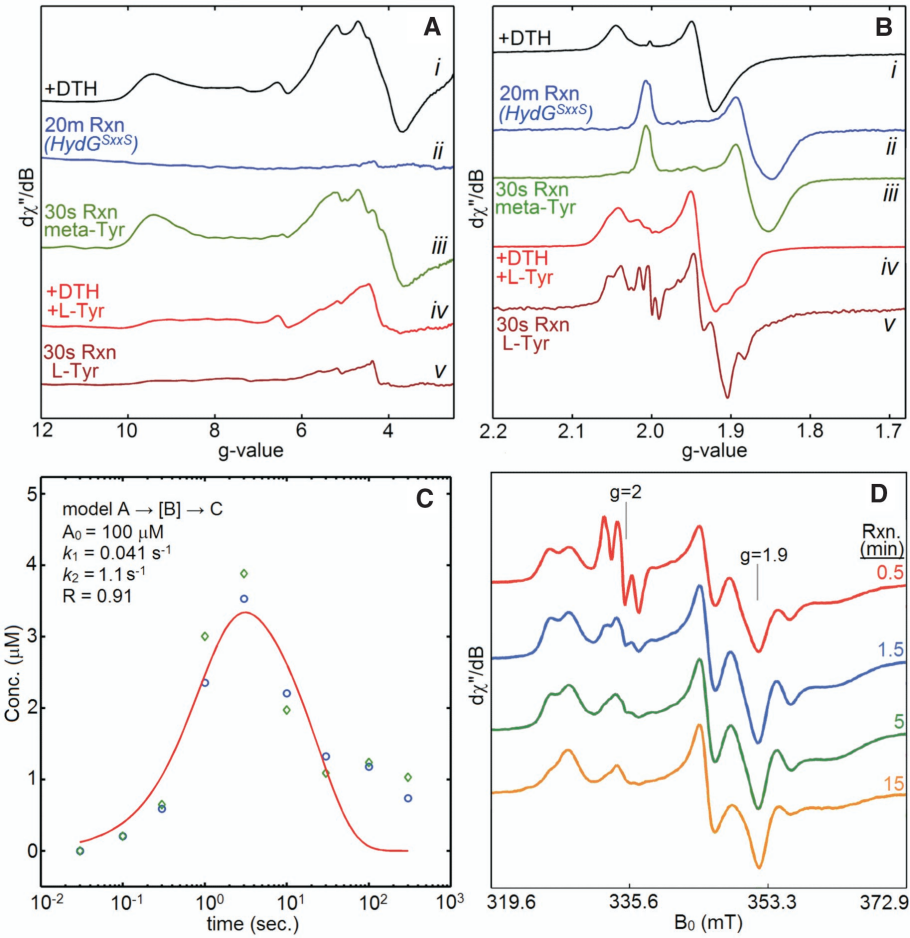 A
+DTH
i
20m Rxn
(HydG^SxxS)
ii
30s Rxn
meta-Tyr
iii
+DTH
+L-Tyr
iv
30s Rxn
L-Tyr
v
dχ"/dB
12 10 8 6 4
g-value
B
+DTH
i
20m Rxn
(HydG^SxxS)
ii
30s Rxn
meta-Tyr
iii
+DTH
+L-Tyr
iv
30s Rxn
L-Tyr
v
dχ"/dB
2.2 2.1 2.0 1.9 1.8 1.7
g-value
C
model A → [B] → C
A₀ = 100 μM
k₁ = 0.041 s⁻¹
k₂ = 1.1 s⁻¹
R = 0.91
Conc. (μM)
5
4
3
2
1
0
10⁻² 10⁻¹ 10⁰ 10¹ 10² 10³
time (sec.)
D
g=2
g=1.9
Rxn.
(min)
0.5
1.5
5
15
dχ"/dB
319.6 335.6 353.3 372.9
B₀ (mT)